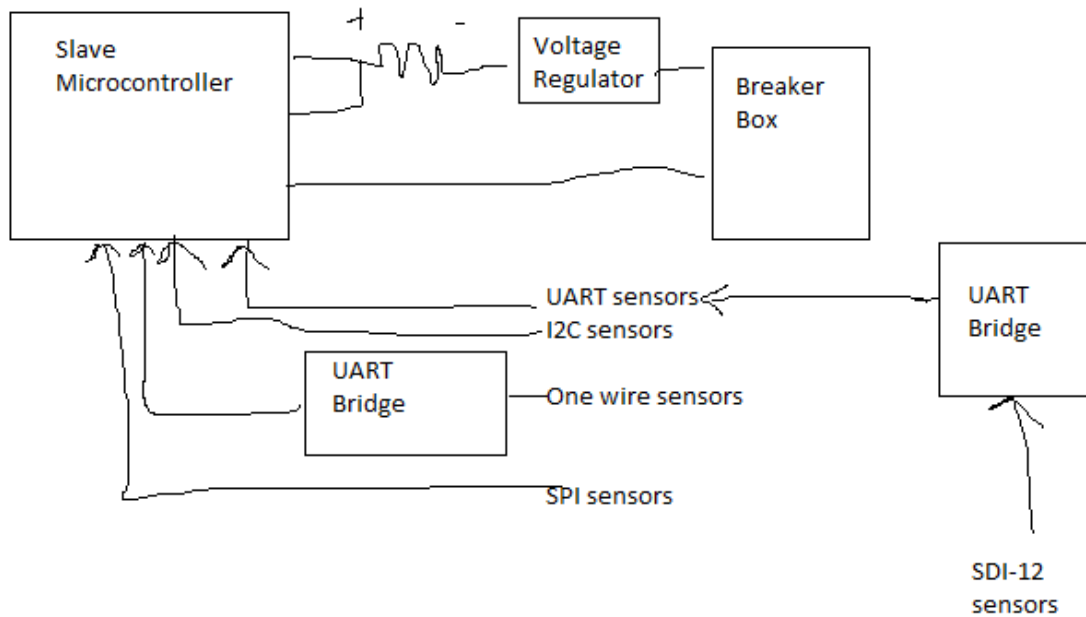 Slave
Microcontroller
+ -
Voltage
Regulator
Breaker
Box
UART sensors
I2C sensors
UART
Bridge
UART
Bridge
One wire sensors
SPI sensors
SDI-12
sensors